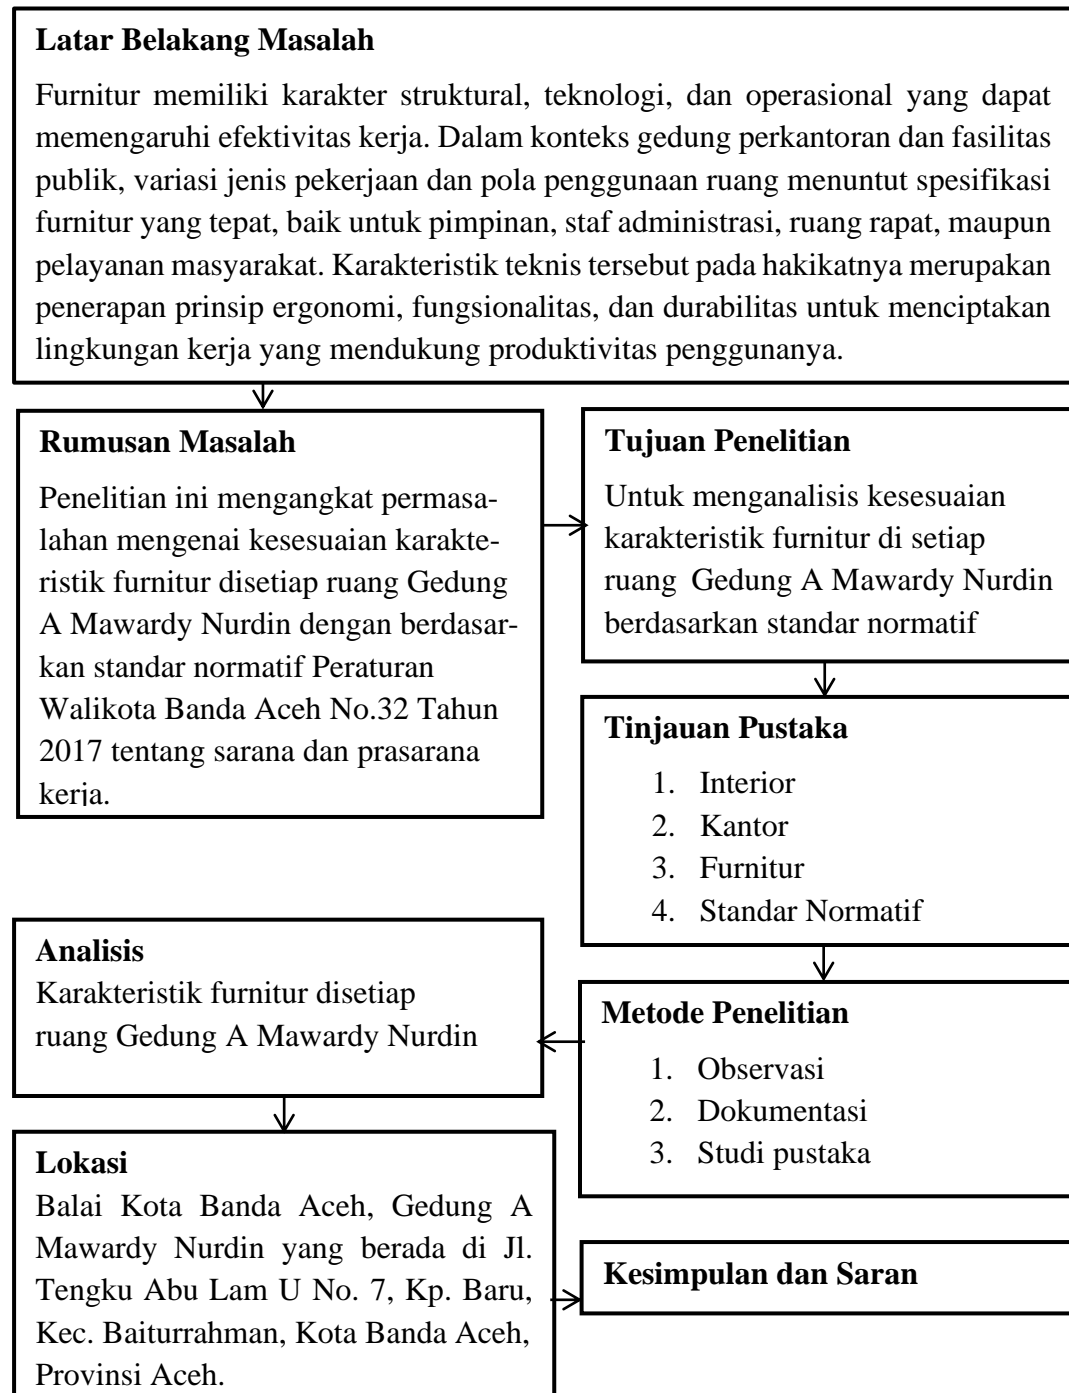 Latar Belakang Masalah
Furnitur memiliki karakter struktural, teknologi, dan operasional yang dapat
memengaruhi efektivitas kerja. Dalam konteks gedung perkantoran dan fasilitas
publik, variasi jenis pekerjaan dan pola penggunaan ruang menuntut spesifikasi
furnitur yang tepat, baik untuk pimpinan, staf administrasi, ruang rapat, maupun
pelayanan masyarakat. Karakteristik teknis tersebut pada hakikatnya merupakan
penerapan prinsip ergonomi, fungsionalitas, dan durabilitas untuk menciptakan
lingkungan kerja yang mendukung produktivitas penggunanya.
Rumusan Masalah
Penelitian ini mengangkat permasa-
lahan mengenai kesesuaian karakte-
ristik furnitur disetiap ruang Gedung
A Mawardy Nurdin dengan berdasar-
kan standar normatif Peraturan
Walikota Banda Aceh No.32 Tahun
2017 tentang sarana dan prasarana
kerja.
Tujuan Penelitian
Untuk menganalisis kesesuaian
karakteristik furnitur di setiap
ruang Gedung A Mawardy Nurdin
berdasarkan standar normatif
Tinjauan Pustaka
1. Interior
2. Kantor
3. Furnitur
4. Standar Normatif
Metode Penelitian
1. Observasi
2. Dokumentasi
3. Studi pustaka
Analisis
Karakteristik furnitur disetiap
ruang Gedung A Mawardy Nurdin
Lokasi
Balai Kota Banda Aceh, Gedung A
Mawardy Nurdin yang berada di Jl.
Tengku Abu Lam U No. 7, Kp. Baru,
Kec. Baiturrahman, Kota Banda Aceh,
Provinsi Aceh.
Kesimpulan dan Saran